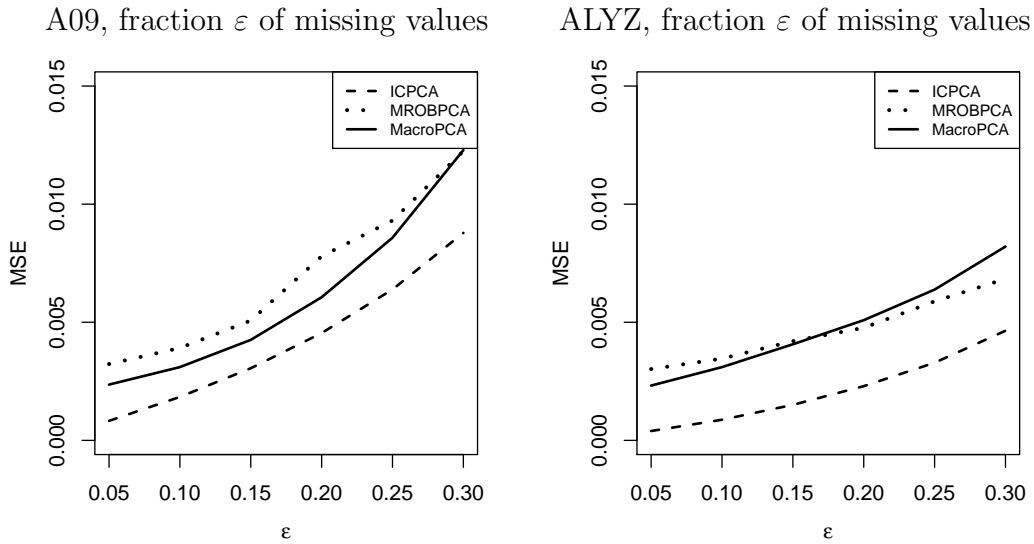 A09, fraction ε of missing values
MSE
0.015
0.010
0.005
0.000
ICPCA
MROBPCA
MacroPCA
0.05 0.10 0.15 0.20 0.25 0.30
ε
ALYZ, fraction ε of missing values
MSE
0.015
0.010
0.005
0.000
ICPCA
MROBPCA
MacroPCA
0.05 0.10 0.15 0.20 0.25 0.30
ε